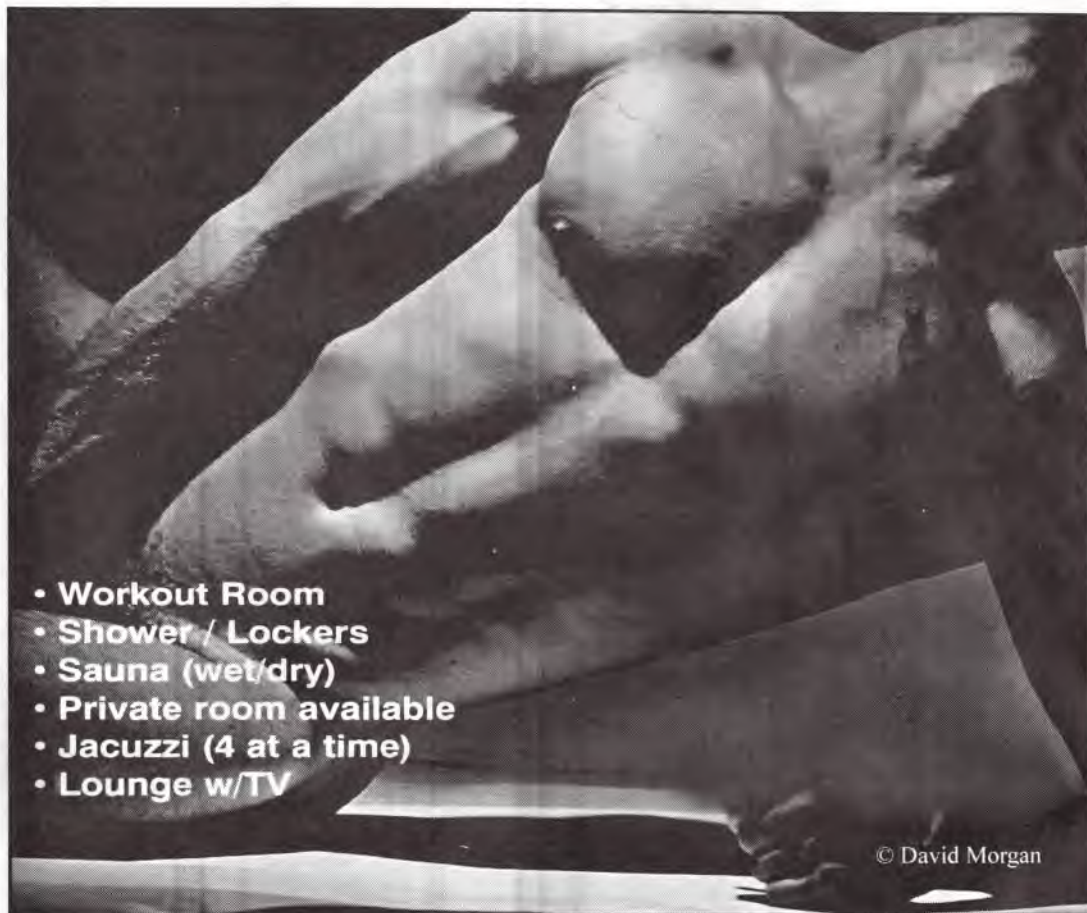 • Workout Room
• Shower / Lockers
• Sauna (wet/dry)
• Private room available
• Jacuzzi (4 at a time)
• Lounge w/TV
© David Morgan